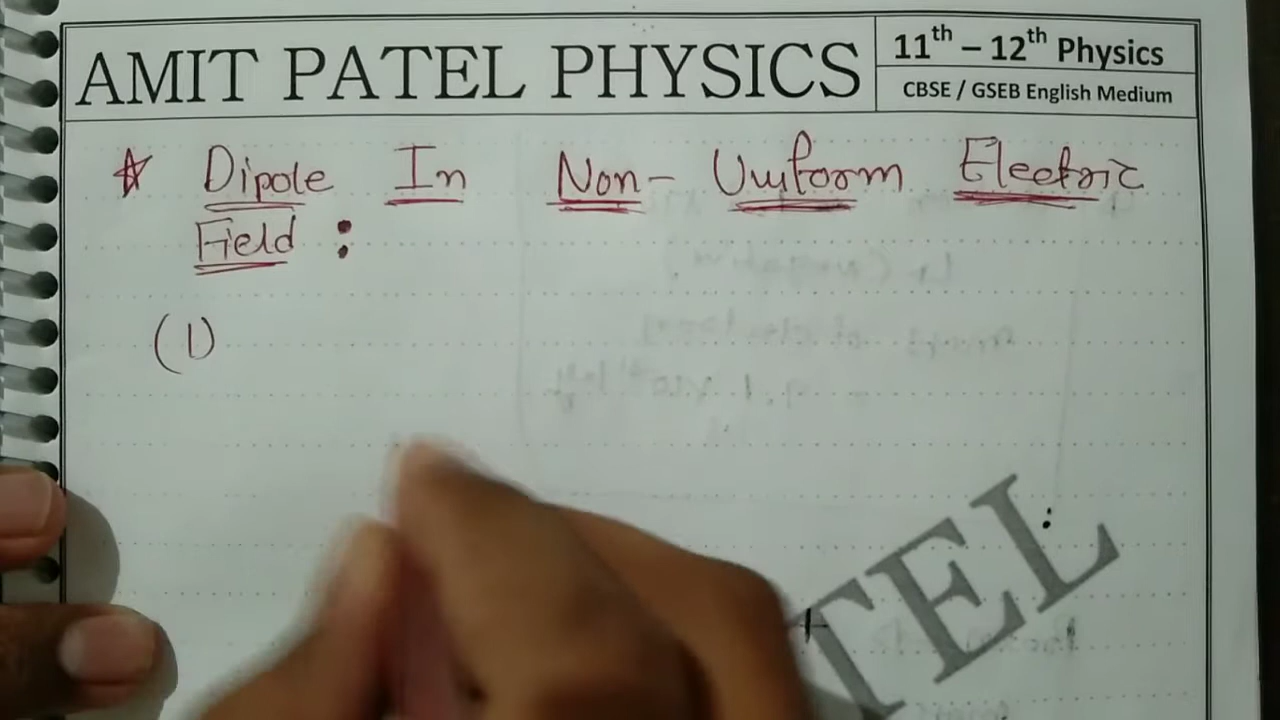 AMIT PATEL PHYSICS
11th – 12th Physics
CBSE / GSEB English Medium
☆ Dipole In Non- Uniform Electric
Field :
(1)
TEL